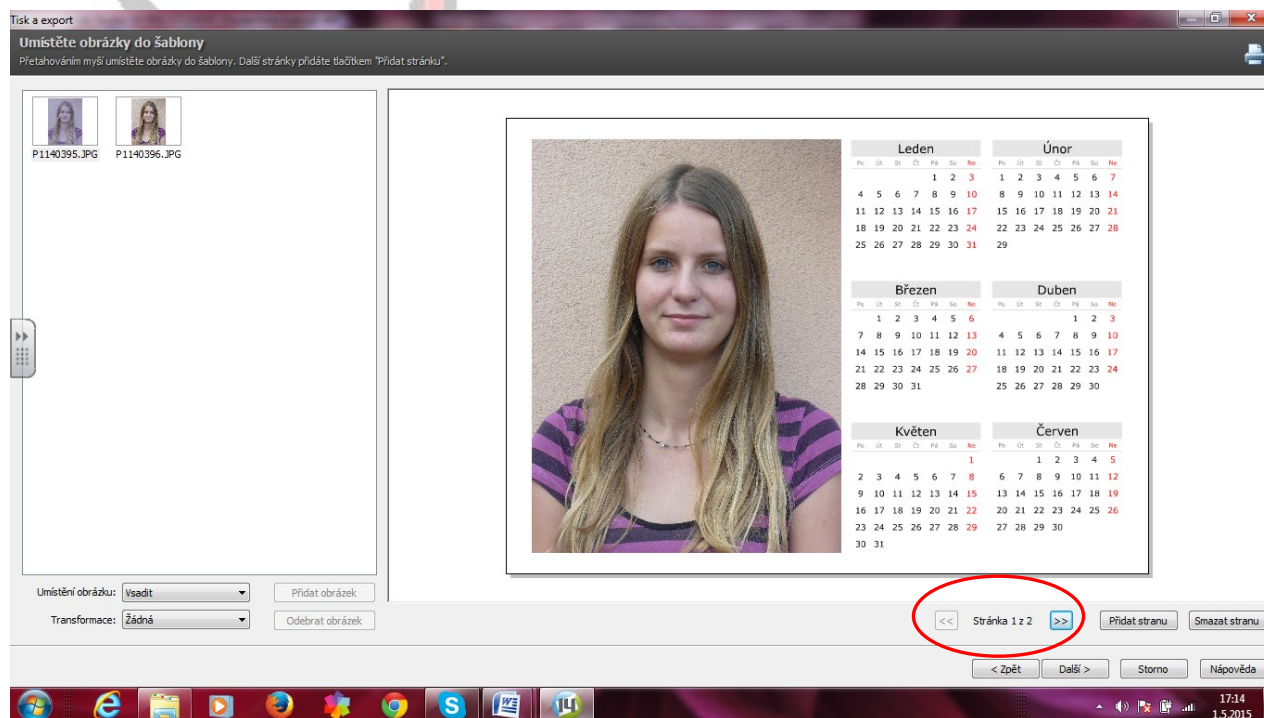 Tisk a export
Umístěte obrázky do šablony
Přetahováním myší umístěte obrázky do šablony. Další stránky přidáte tlačítkem "Přidat stránku".
P1140395.JPG P1140396.JPG
Leden Únor
Po Út St Čt Pá So Ne Po Út St Čt Pá So Ne
1 2 3 1 2 3 4 5 6 7
4 5 6 7 8 9 10 8 9 10 11 12 13 14
11 12 13 14 15 16 17 15 16 17 18 19 20 21
18 19 20 21 22 23 24 22 23 24 25 26 27 28
25 26 27 28 29 30 31 29
Březen Duben
Po Út St Čt Pá So Ne Po Út St Čt Pá So Ne
1 2 3 4 5 6 1 2 3
7 8 9 10 11 12 13 4 5 6 7 8 9 10
14 15 16 17 18 19 20 11 12 13 14 15 16 17
21 22 23 24 25 26 27 18 19 20 21 22 23 24
28 29 30 31 25 26 27 28 29 30
Květen Červen
Po Út St Čt Pá So Ne Po Út St Čt Pá So Ne
1 1 2 3 4 5
2 3 4 5 6 7 8 6 7 8 9 10 11 12
9 10 11 12 13 14 15 13 14 15 16 17 18 19
16 17 18 19 20 21 22 20 21 22 23 24 25 26
23 24 25 26 27 28 29 27 28 29 30
30 31
Umístění obrázku: Vsadit Přidat obrázek
Transformace: Žádná Odebrat obrázek
<< Stránka 1 z 2 >> Přidat stranu Smazat stranu
< Zpět Další > Storno Nápověda
17:14
1.5.2015